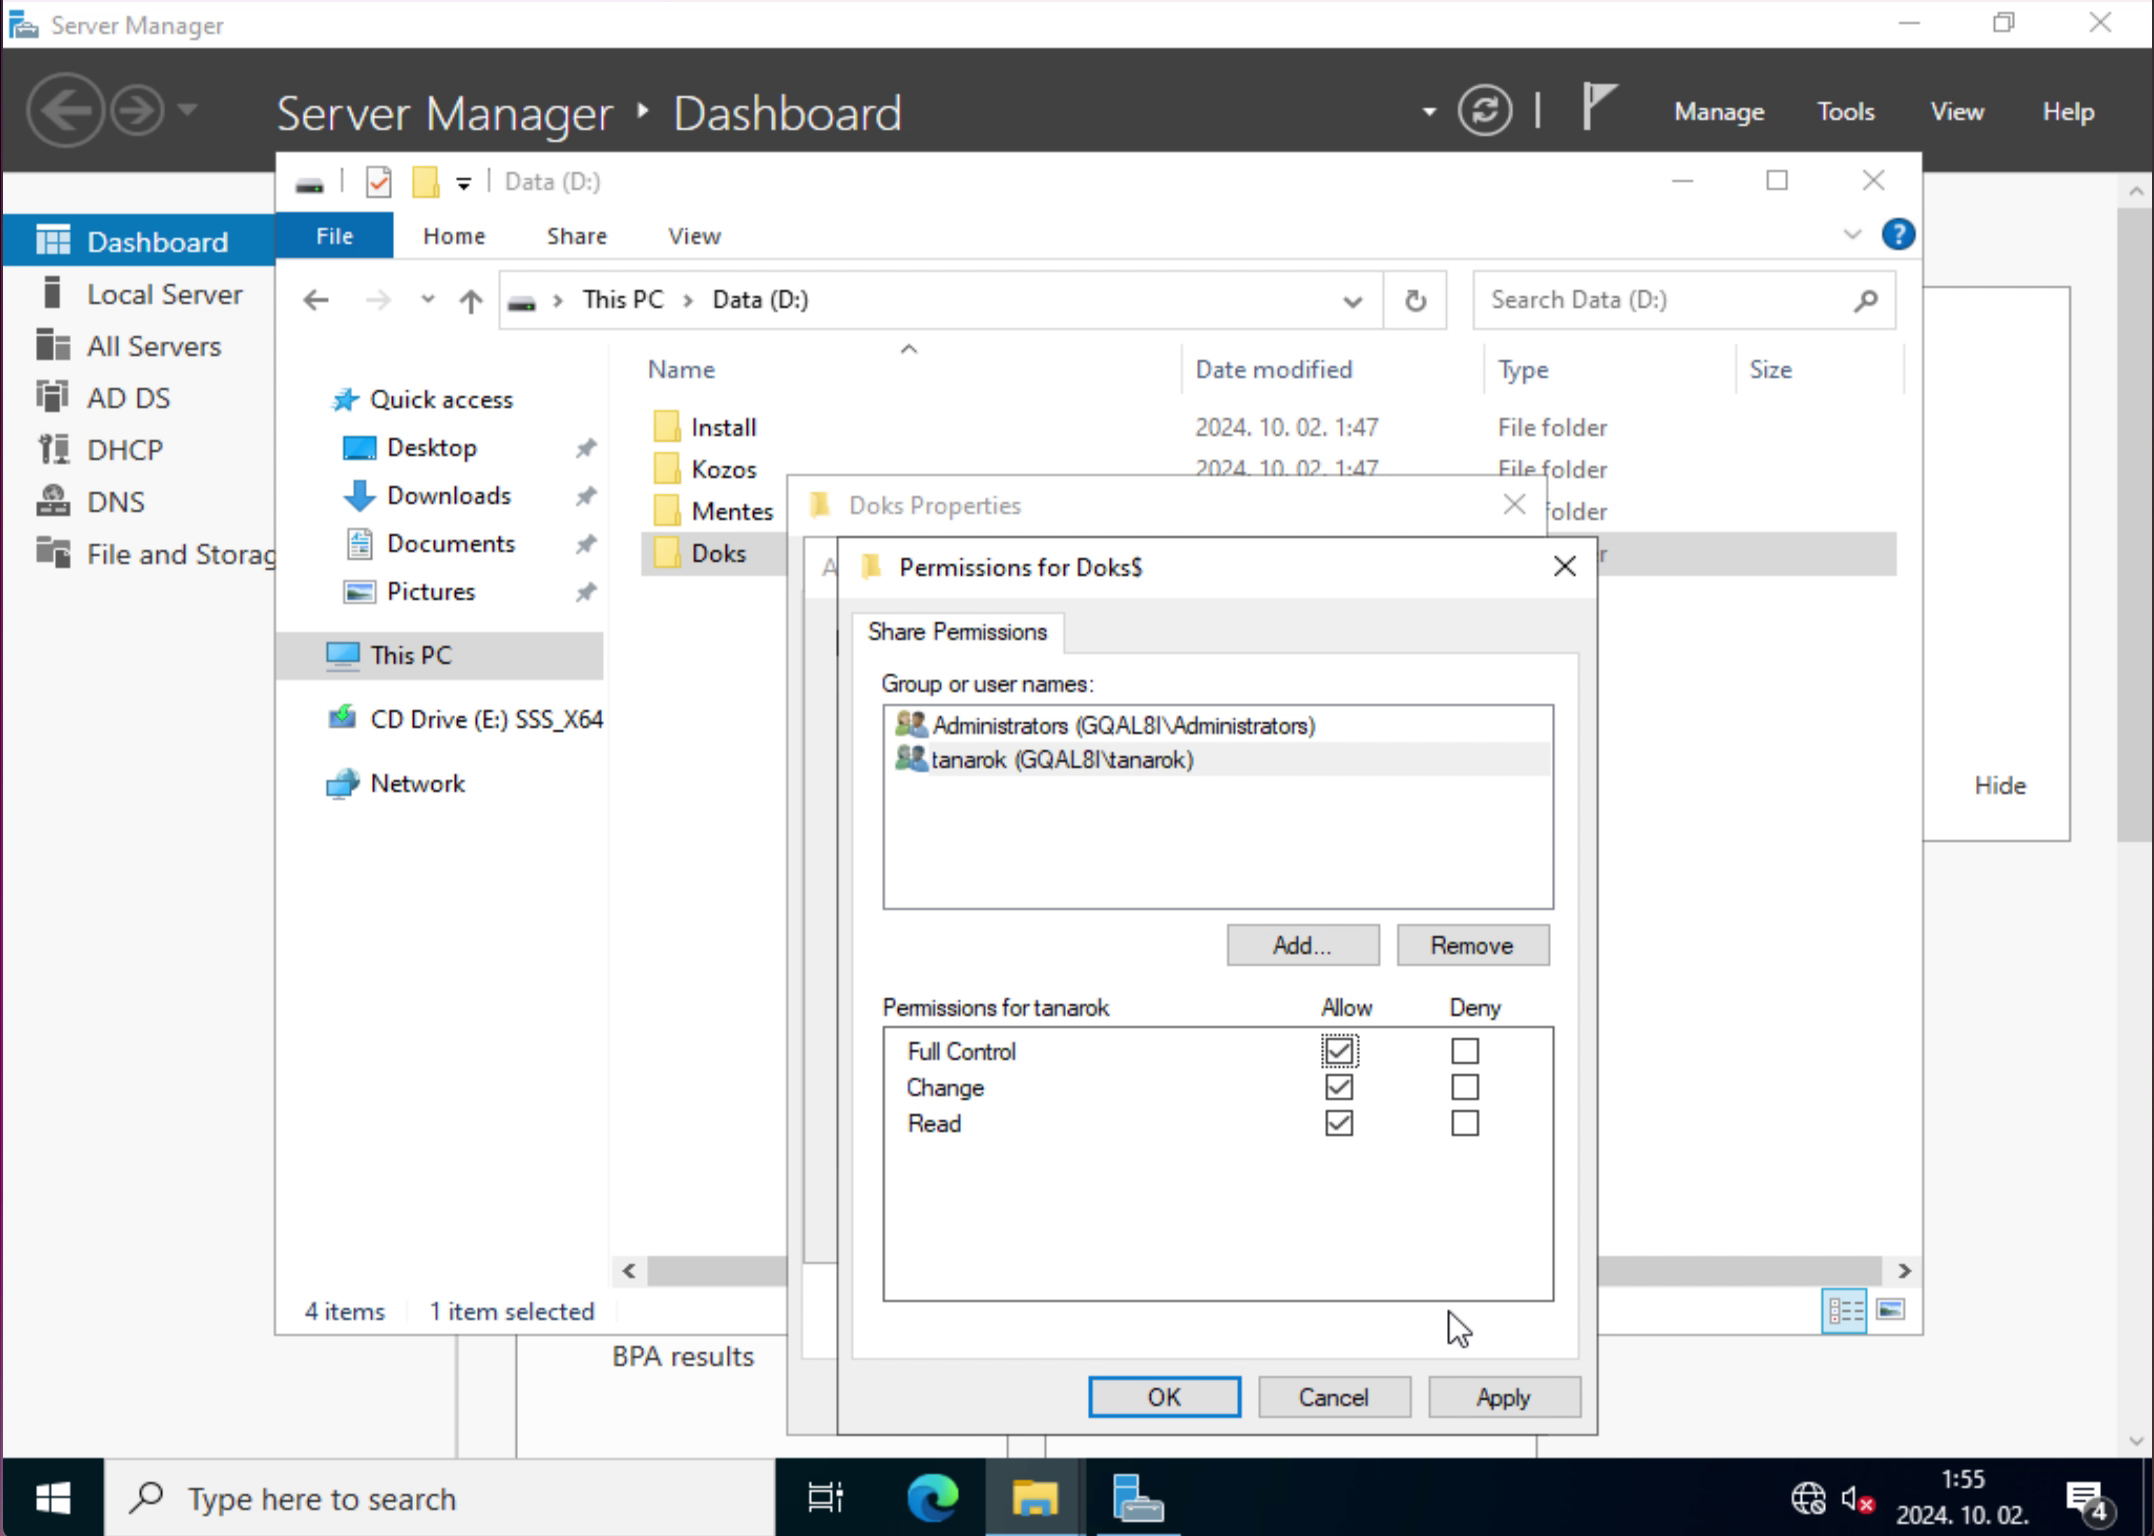 Server Manager
Server Manager ‣ Dashboard
Manage
Tools
View
Help
Data (D:)
File
Home
Share
View
?
This PC
Data (D:)
Search Data (D:)
Dashboard
Local Server
All Servers
AD DS
DHCP
DNS
File and Storag
Quick access
Desktop
Downloads
Documents
Pictures
This PC
CD Drive (E:) SSS_X64
Network
Name
Date modified
Type
Size
Install
2024. 10. 02. 1:47
File folder
Kozos
2024. 10. 02. 1:47
File folder
Mentes
folder
Doks
r
Doks Properties
A
Permissions for Doks$
Share Permissions
Group or user names:
Administrators (GQAL8I\Administrators)
tanarok (GQAL8I\tanarok)
Add...
Remove
Permissions for tanarok
Allow
Deny
Full Control
Change
Read
OK
Cancel
Apply
Hide
4 items
1 item selected
BPA results
Type here to search
1:55
2024. 10. 02.
4